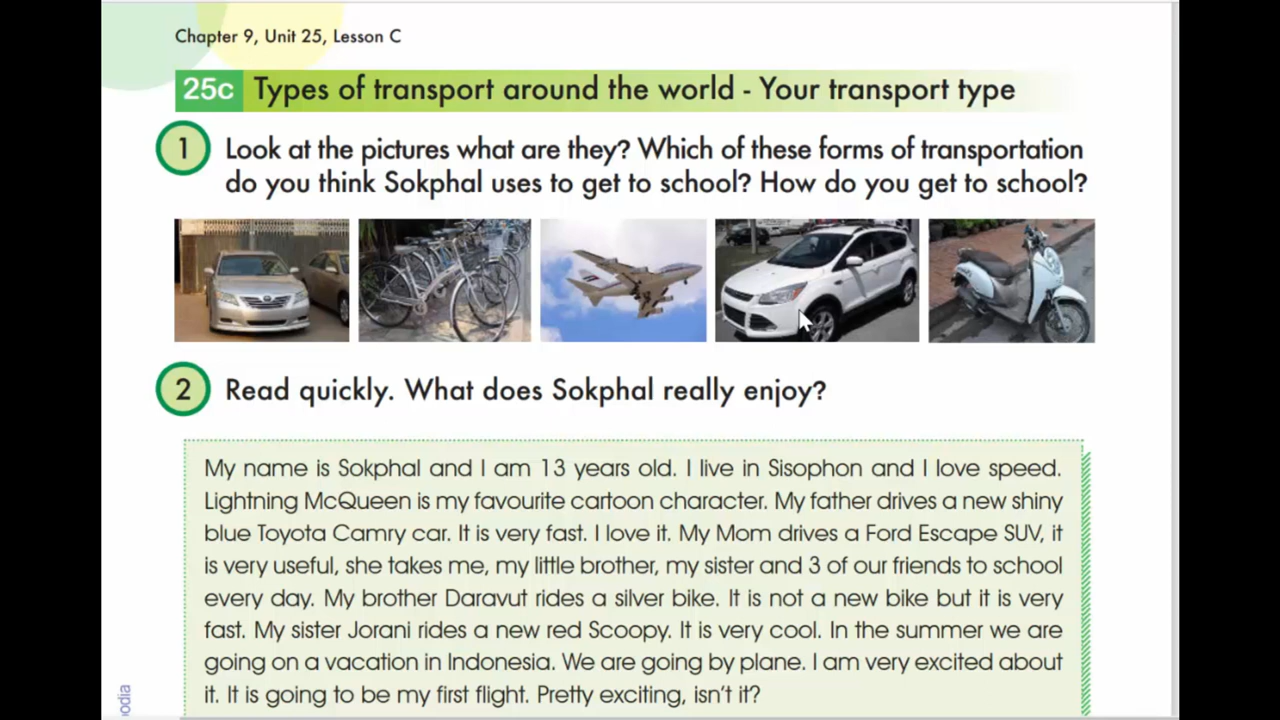 Chapter 9, Unit 25, Lesson C
25c Types of transport around the world - Your transport type
1 Look at the pictures what are they? Which of these forms of transportation
do you think Sokphal uses to get to school? How do you get to school?
2 Read quickly. What does Sokphal really enjoy?
My name is Sokphal and I am 13 years old. I live in Sisophon and I love speed.
Lightning McQueen is my favourite cartoon character. My father drives a new shiny
blue Toyota Camry car. It is very fast. I love it. My Mom drives a Ford Escape SUV, it
is very useful, she takes me, my little brother, my sister and 3 of our friends to school
every day. My brother Daravut rides a silver bike. It is not a new bike but it is very
fast. My sister Jorani rides a new red Scoopy. It is very cool. In the summer we are
going on a vacation in Indonesia. We are going by plane. I am very excited about
it. It is going to be my first flight. Pretty exciting, isn't it?